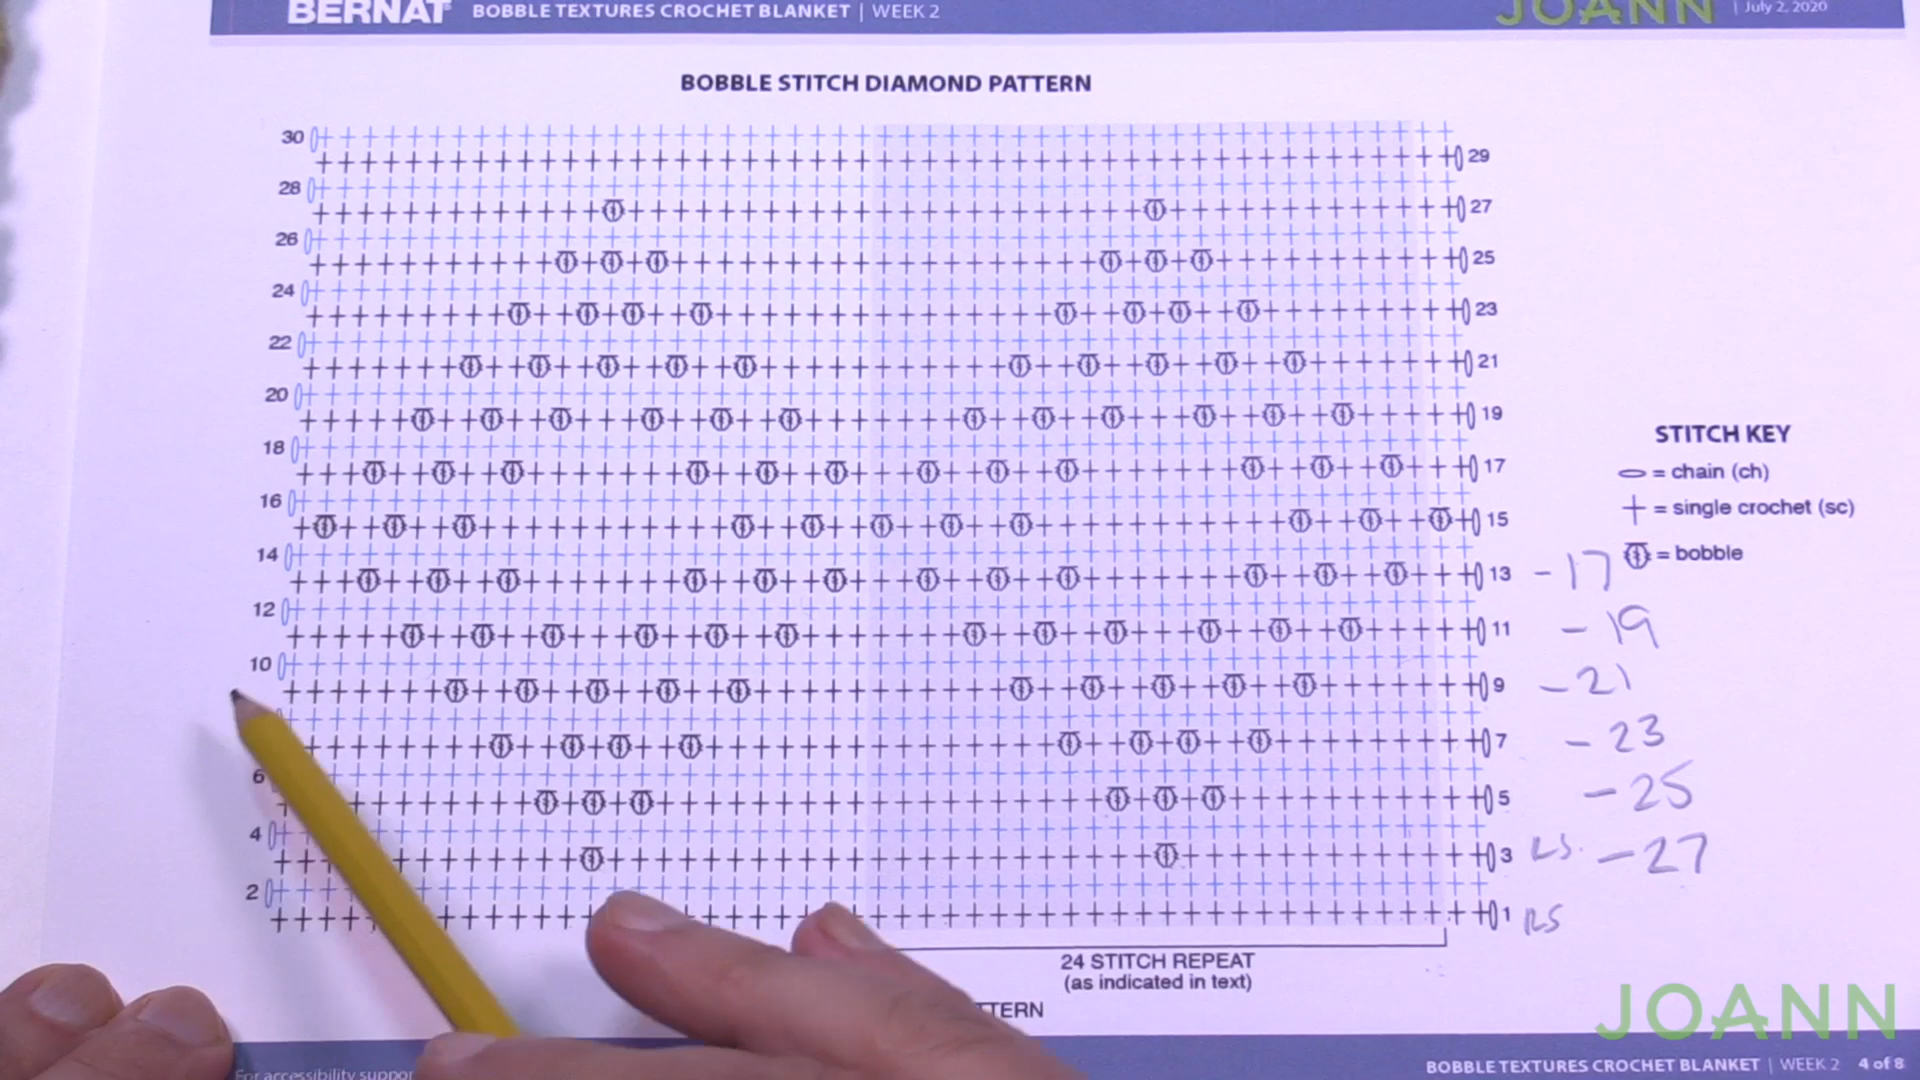 BERNAT BOBBLE TEXTURES CROCHET BLANKET | WEEK 2 JOANN | July 2, 2020
BOBBLE STITCH DIAMOND PATTERN
30
29
28
27
26
25
24
23
22
21
20
19
18
17
16
15
14
13 - 17
12
11 - 19
10
9 - 21
7 - 23
6
5 - 25
4
3 RS. - 27
2
1 RS
STITCH KEY
= chain (ch)
= single crochet (sc)
= bobble
24 STITCH REPEAT
(as indicated in text)
JOANN
BOBBLE TEXTURES CROCHET BLANKET | WEEK 2 4 of 8
For accessibility